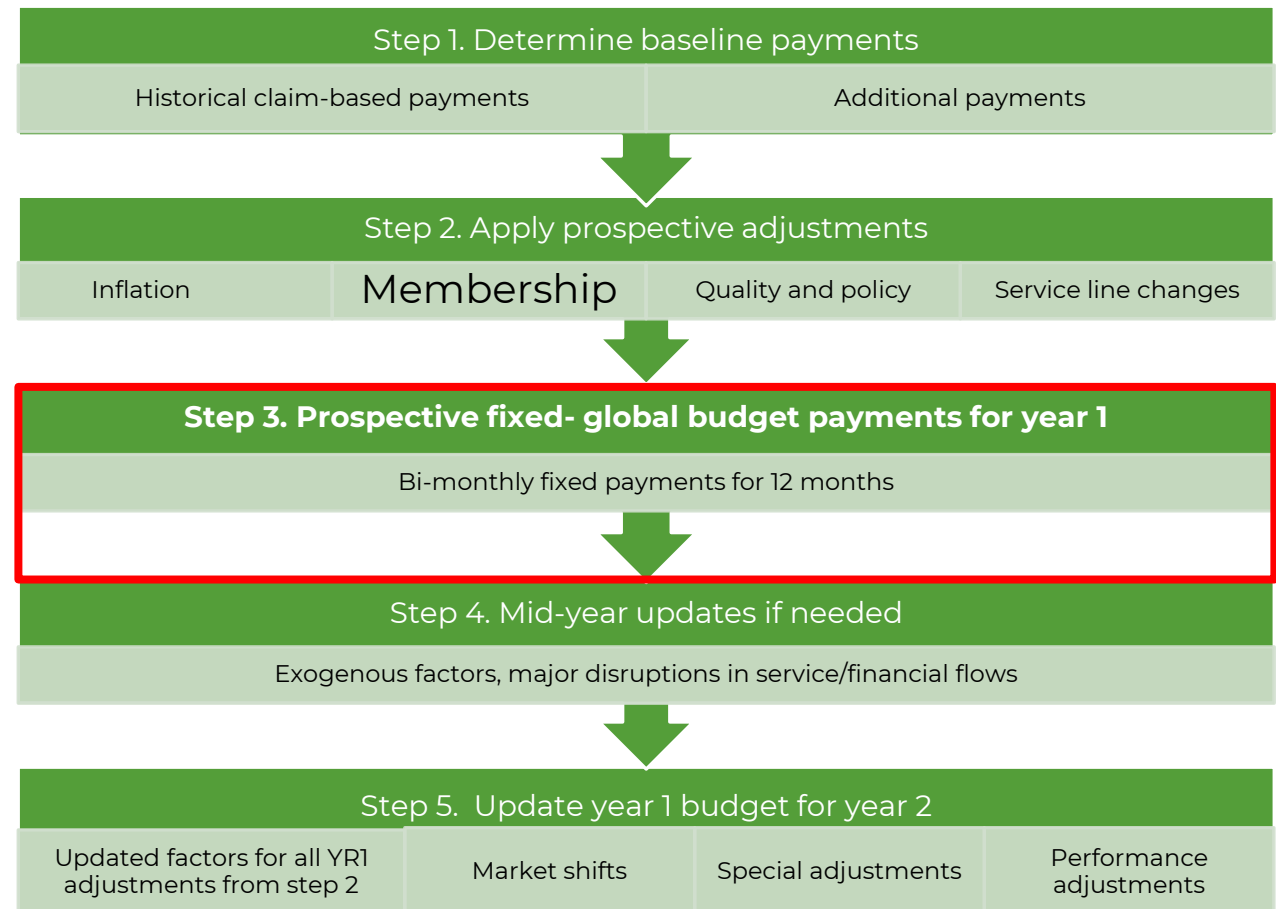 Step 1. Determine baseline payments
Historical claim-based payments
Additional payments
Step 2. Apply prospective adjustments
Inflation
Membership
Quality and policy
Service line changes
Step 3. Prospective fixed- global budget payments for year 1
Bi-monthly fixed payments for 12 months
Step 4. Mid-year updates if needed
Exogenous factors, major disruptions in service/financial flows
Step 5. Update year 1 budget for year 2
Updated factors for all YR1
adjustments from step 2
Market shifts
Special adjustments
Performance
adjustments